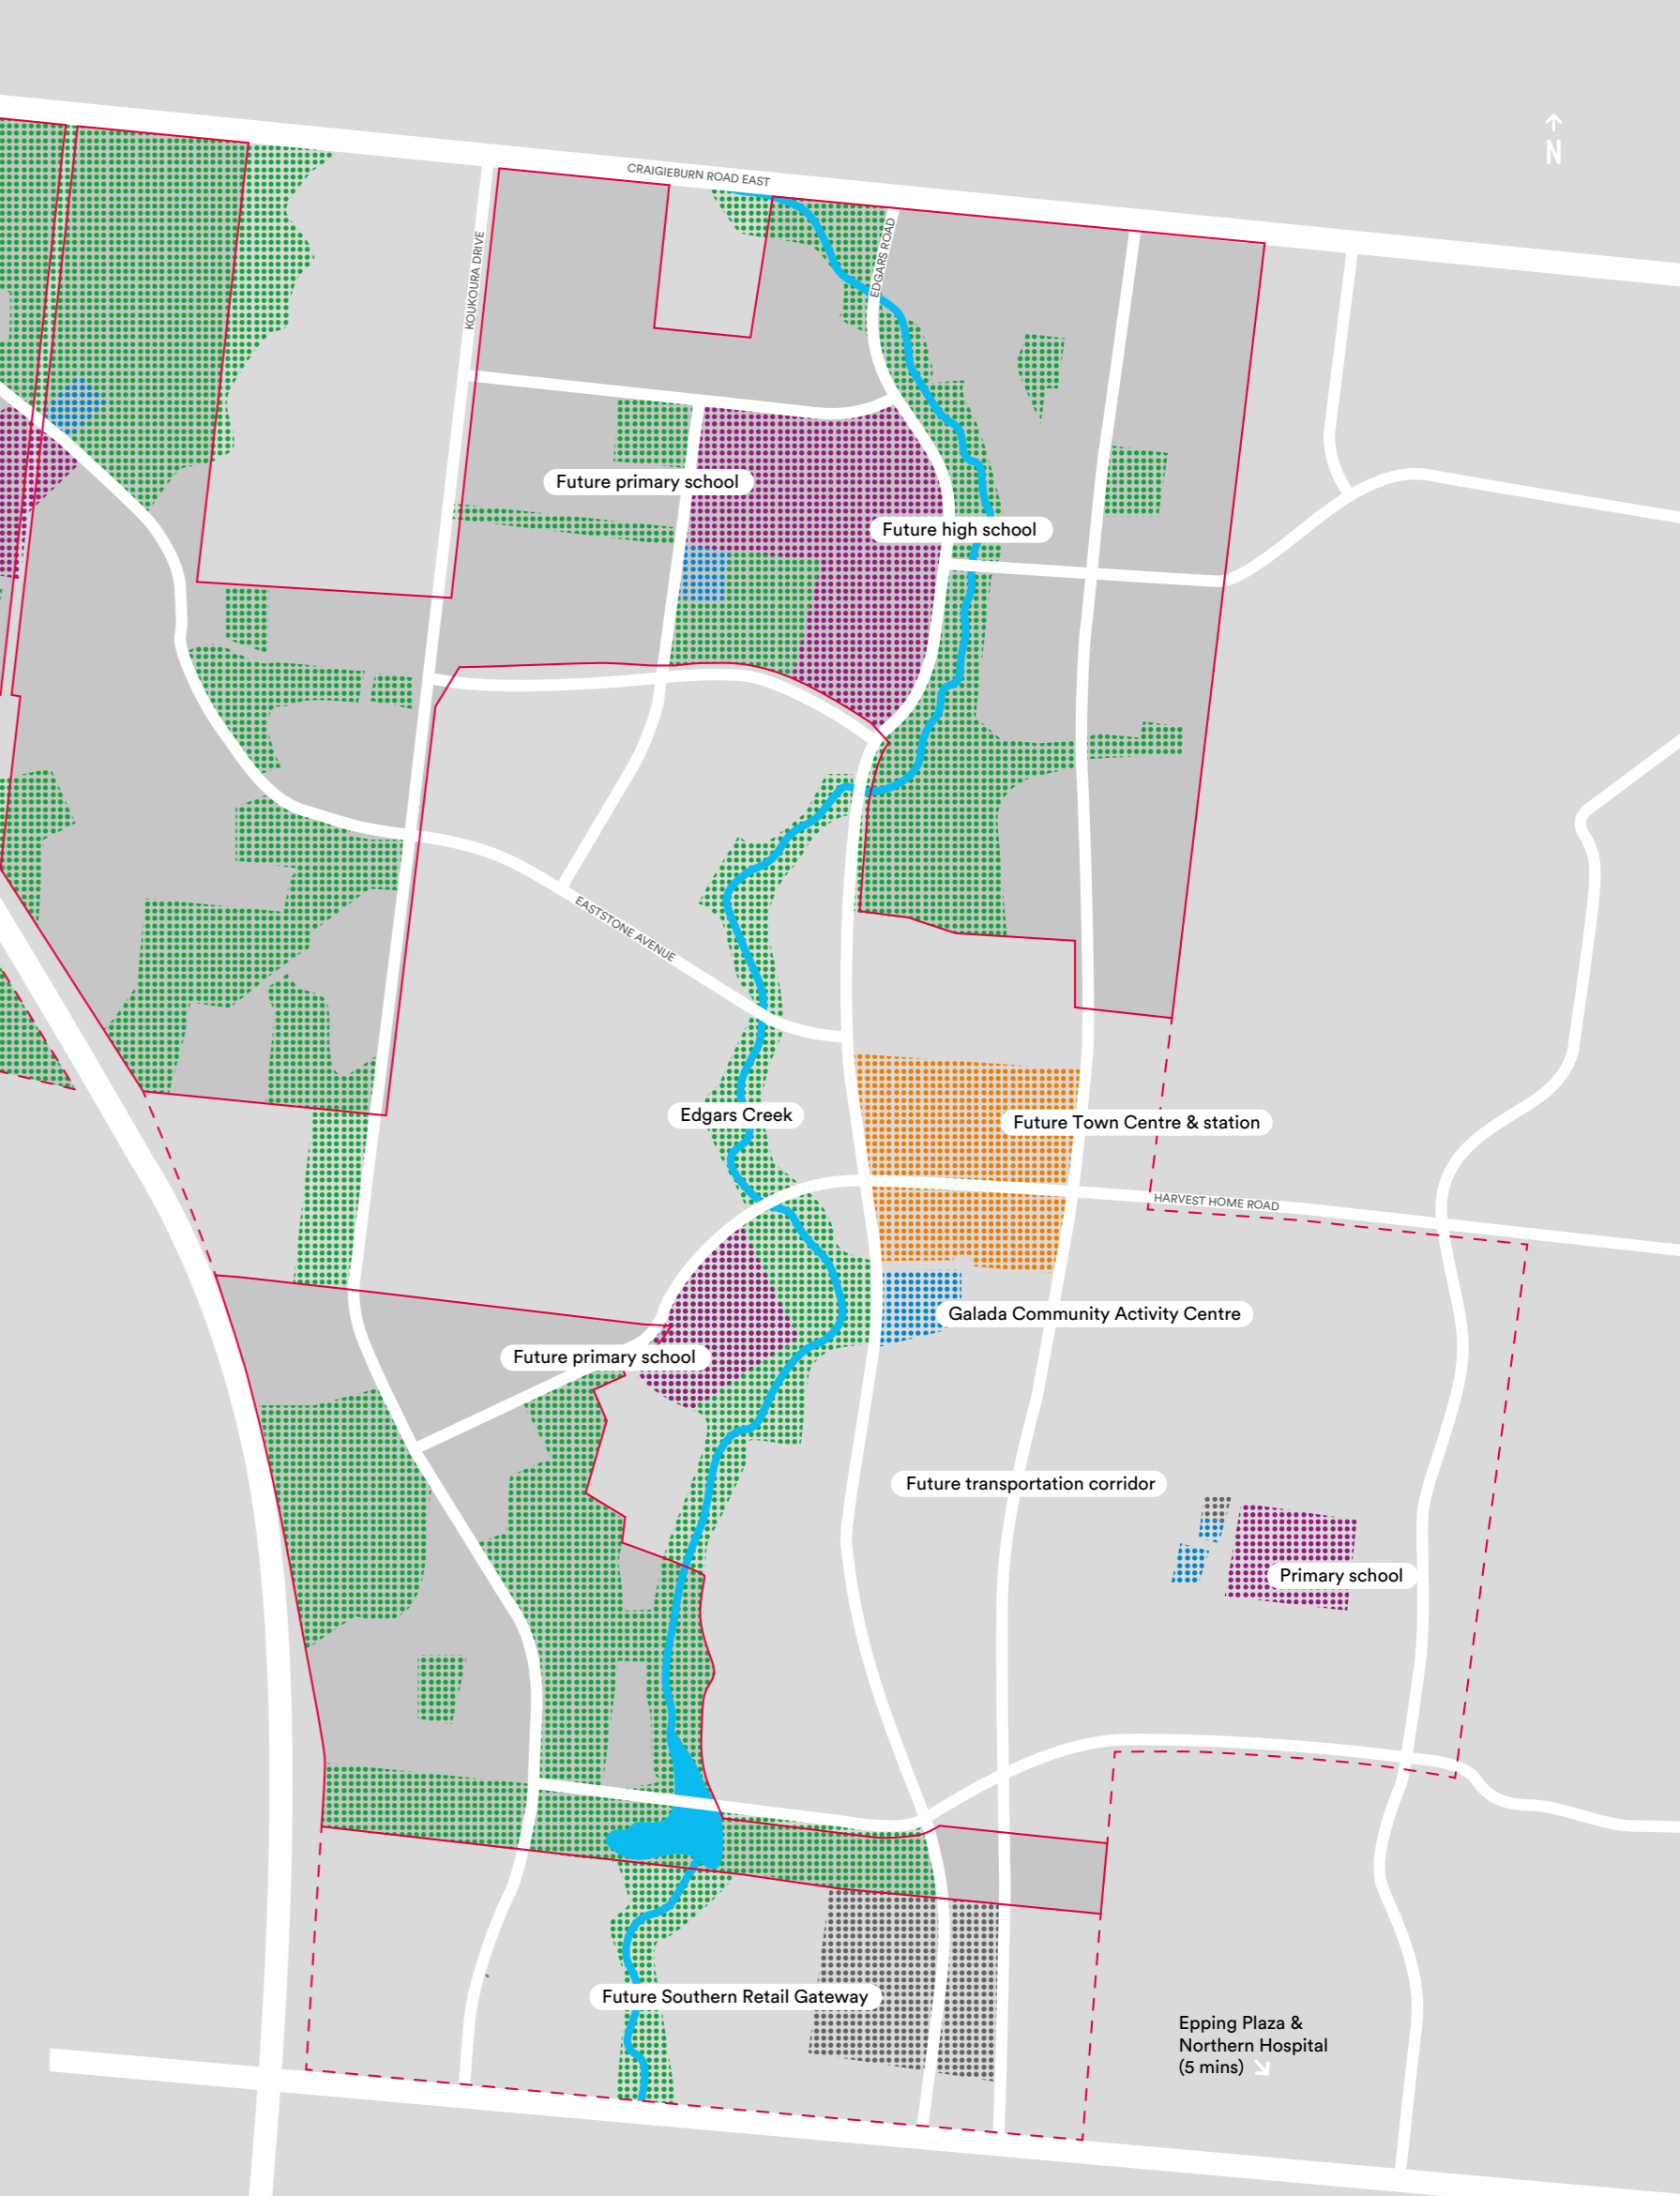 N
CRAIGIEBURN ROAD EAST
KOUKOURA DRIVE
EDGARS ROAD
Future primary school
Future high school
EASTSTONE AVENUE
Edgars Creek
Future Town Centre & station
HARVEST HOME ROAD
Galada Community Activity Centre
Future primary school
Future transportation corridor
Primary school
Future Southern Retail Gateway
Epping Plaza &
Northern Hospital
(5 mins)